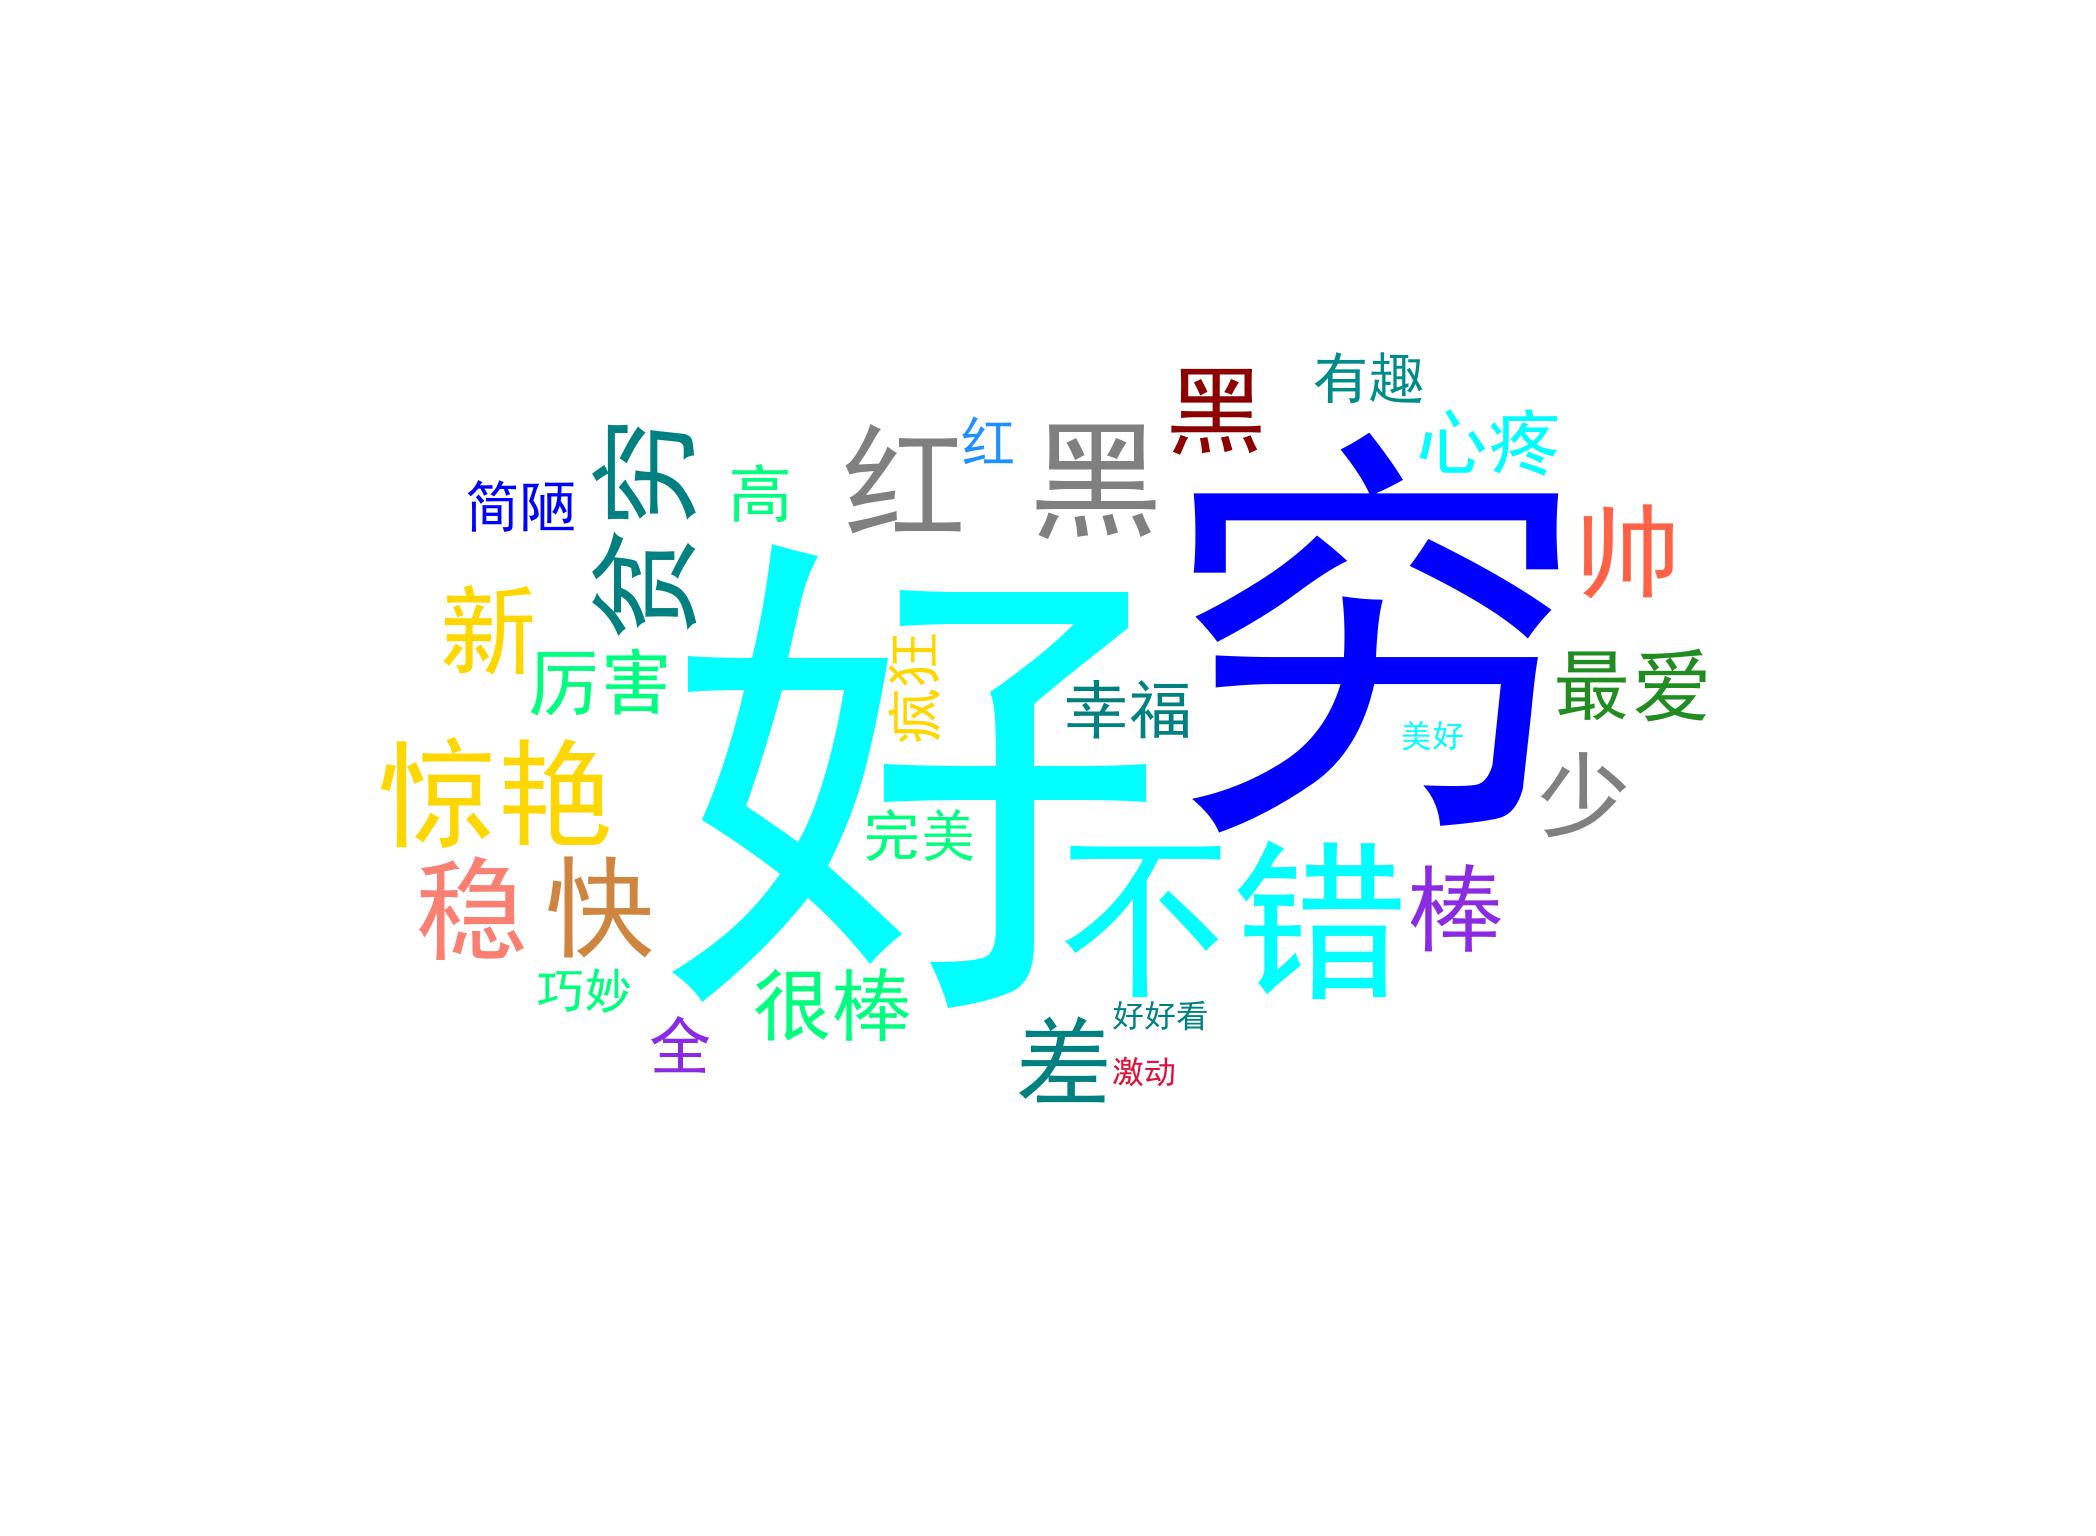 有趣
黑
心疼
红
红
黑
穷
贫穷
高
简陋
帅
新
好
厉害
疯狂
幸福
最爱
美好
惊艳
少
完美
不错
稳
快
棒
巧妙
很棒
好好看
全
差
激动